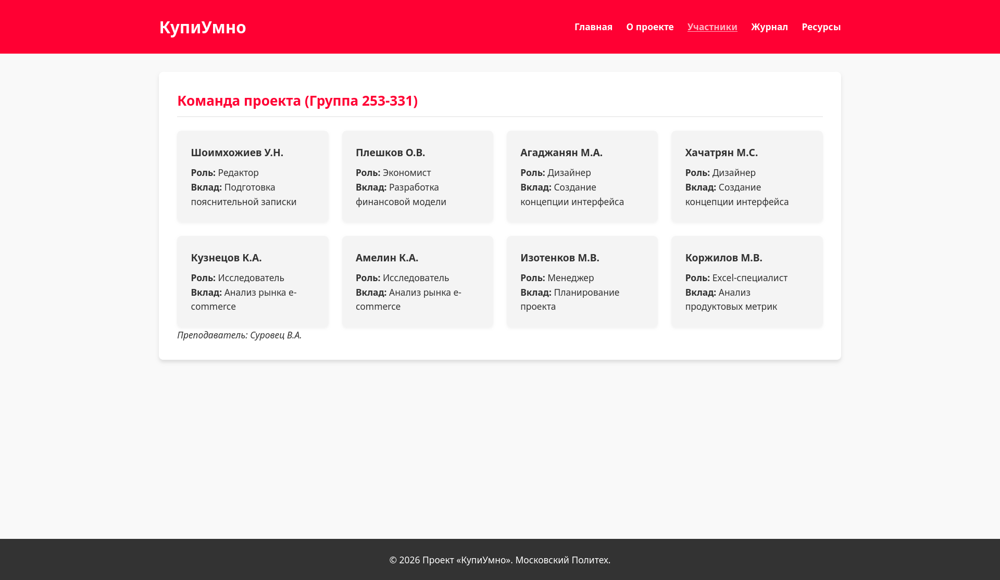 КупиУмно
Главная О проекте Участники Журнал Ресурсы
Команда проекта (Группа 253-331)
Шоимхожиев У.Н.
Роль: Редактор
Вклад: Подготовка
пояснительной записки
Плешков О.В.
Роль: Экономист
Вклад: Разработка
финансовой модели
Агаджанян М.А.
Роль: Дизайнер
Вклад: Создание
концепции интерфейса
Хачатрян М.С.
Роль: Дизайнер
Вклад: Создание
концепции интерфейса
Кузнецов К.А.
Роль: Исследователь
Вклад: Анализ рынка e-
commerce
Амелин К.А.
Роль: Исследователь
Вклад: Анализ рынка e-
commerce
Изотенков М.В.
Роль: Менеджер
Вклад: Планирование
проекта
Коржилов М.В.
Роль: Excel-специалист
Вклад: Анализ
продуктовых метрик
Преподаватель: Суровец В.А.
© 2026 Проект «КупиУмно». Московский Политех.